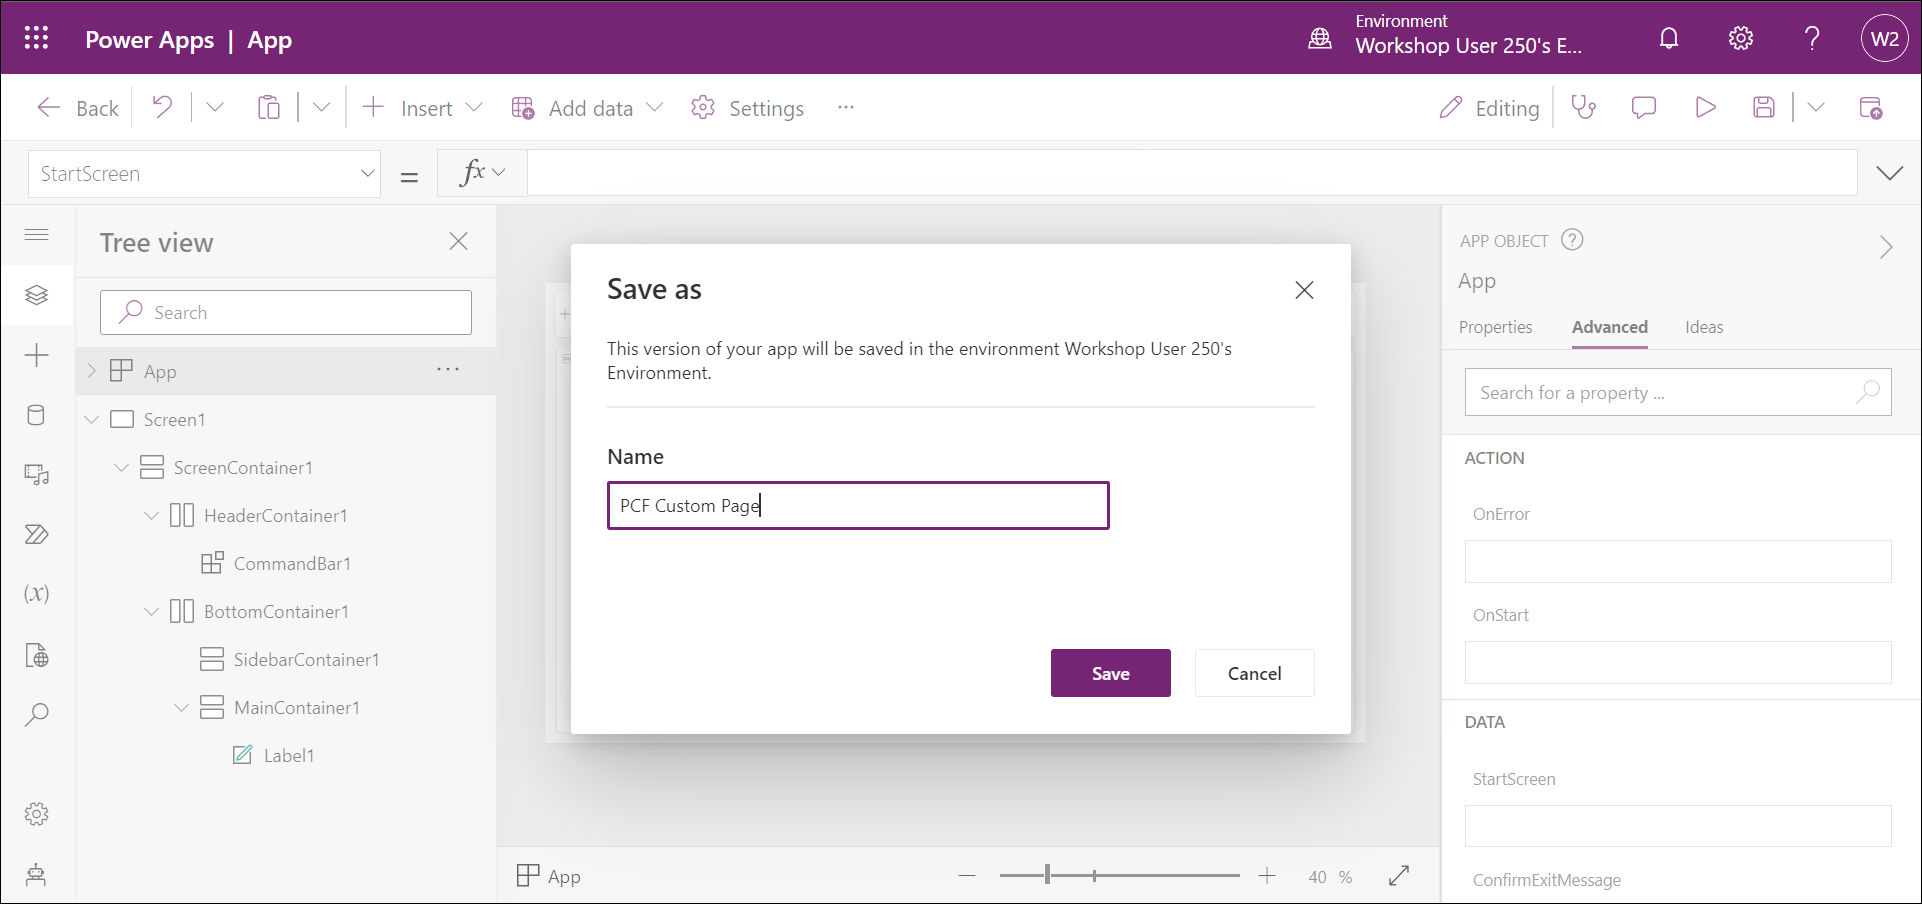 Power Apps | App
Environment
Workshop User 250's E...
W2
Back
Insert
Add data
Settings
...
Editing
StartScreen
=
fx
Tree view
Search
App
...
Screen1
ScreenContainer1
HeaderContainer1
CommandBar1
BottomContainer1
SidebarContainer1
MainContainer1
Label1
(x)
Save as
This version of your app will be saved in the environment Workshop User 250's
Environment.
Name
PCF Custom Page
Save
Cancel
App
40 %
APP OBJECT
App
Properties
Advanced
Ideas
Search for a property ...
ACTION
OnError
OnStart
DATA
StartScreen
ConfirmExitMessage